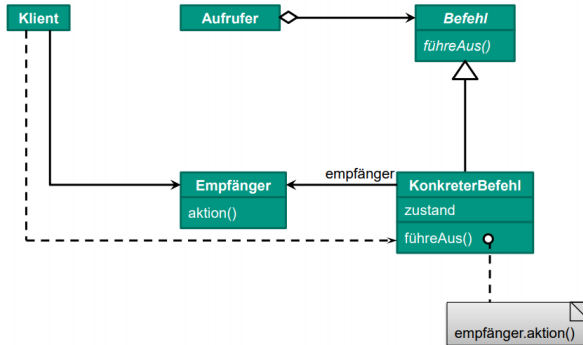 Klient
Aufrufer
Befehl
führeAus()
empfänger
Empfänger
aktion()
KonkreterBefehl
zustand
führeAus()
empfänger.aktion()